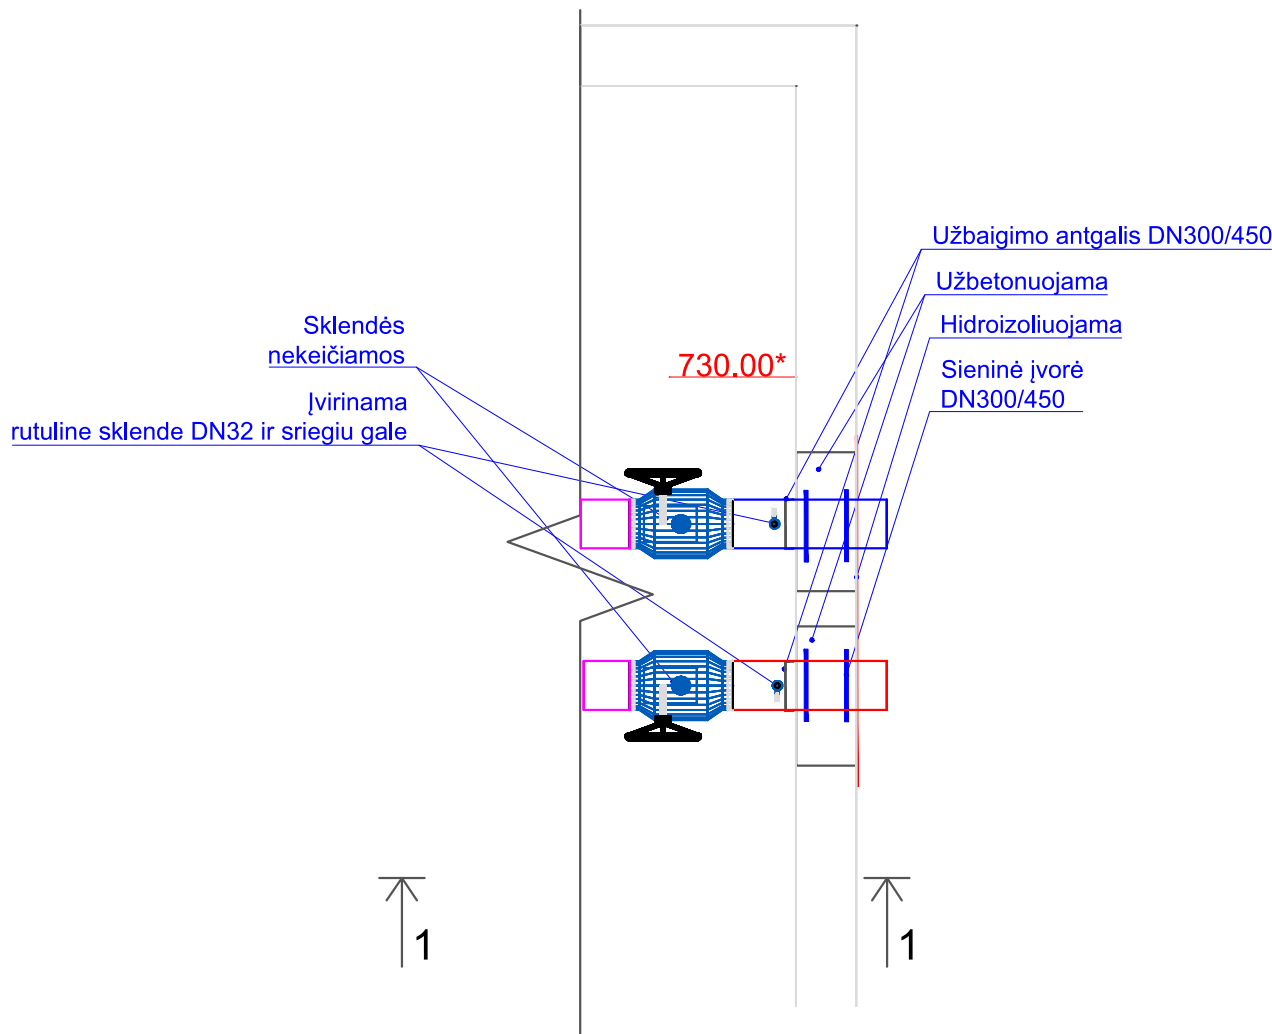 Užbaigimo antgalis DN300/450
Užbetonuojama
Hidroizoliuojama
Sieninė įvorė
DN300/450
Sklendės
nekeičiamos
730.00*
Įvirinama
rutuline sklende DN32 ir sriegiu gale
1
1